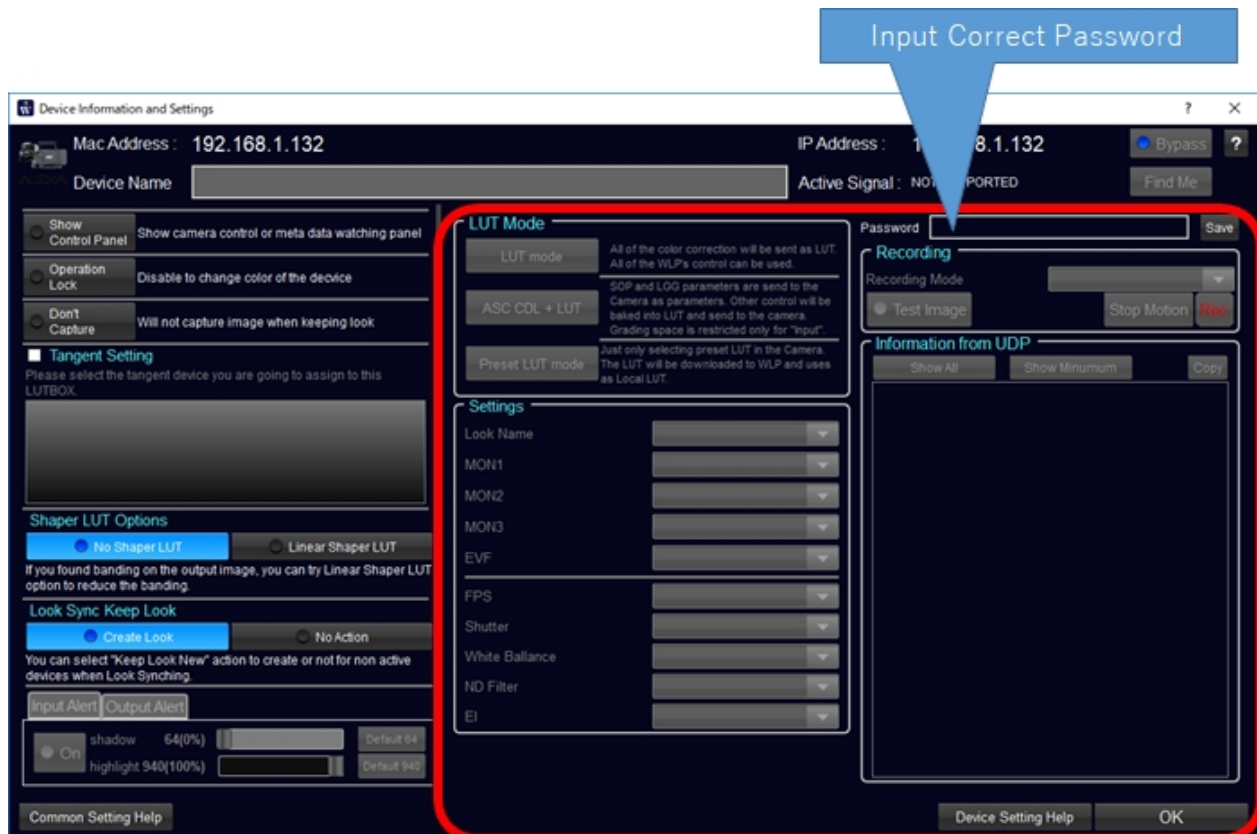 Input Correct Password
Device Information and Settings
Mac Address : 192.168.1.132
IP Address :
8.1.132
Bypass
?
ALEXA
Device Name
Active Signal :
PORTED
Find Me
Show Control Panel
Show camera control or meta data watching panel
Operation Lock
Disable to change color of the decvice
Don't Capture
Will not capture image when keeping look
Tangent Setting
Please select the tangent device you are going to assign to this
LUTBOX.
Shaper LUT Options
No Shaper LUT
Linear Shaper LUT
If you found banding on the output image, you can try Linear Shaper LUT
option to reduce the banding.
Look Sync Keep Look
Create Look
No Action
You can select "Keep Look New" action to create or not for non active
devices when Look Synching.
Input Alert
Output Alert
On
shadow 64(0%)
Default 64
highlight 940(100%)
Default 940
Common Setting Help
LUT Mode
LUT mode
All of the color correction will be sent as LUT.
All of the WLP's control can be used.
ASC CDL + LUT
SOP and LGG parameters are send to the
Camera as parameters. Other control will be
baked into LUT and send to the camera.
Grading space is restricted only for "Input".
Preset LUT mode
Just only selecting preset LUT in the Camera.
The LUT will be downloaded to WLP and uses
as Local LUT.
Settings
Look Name
MON1
MON2
MON3
EVF
FPS
Shutter
White Ballance
ND Filter
EI
Password
Save
Recording
Recording Mode
Test Image
Stop Motion
Rec
Information from UDP
Show All
Show Minumum
Copy
Device Setting Help
OK